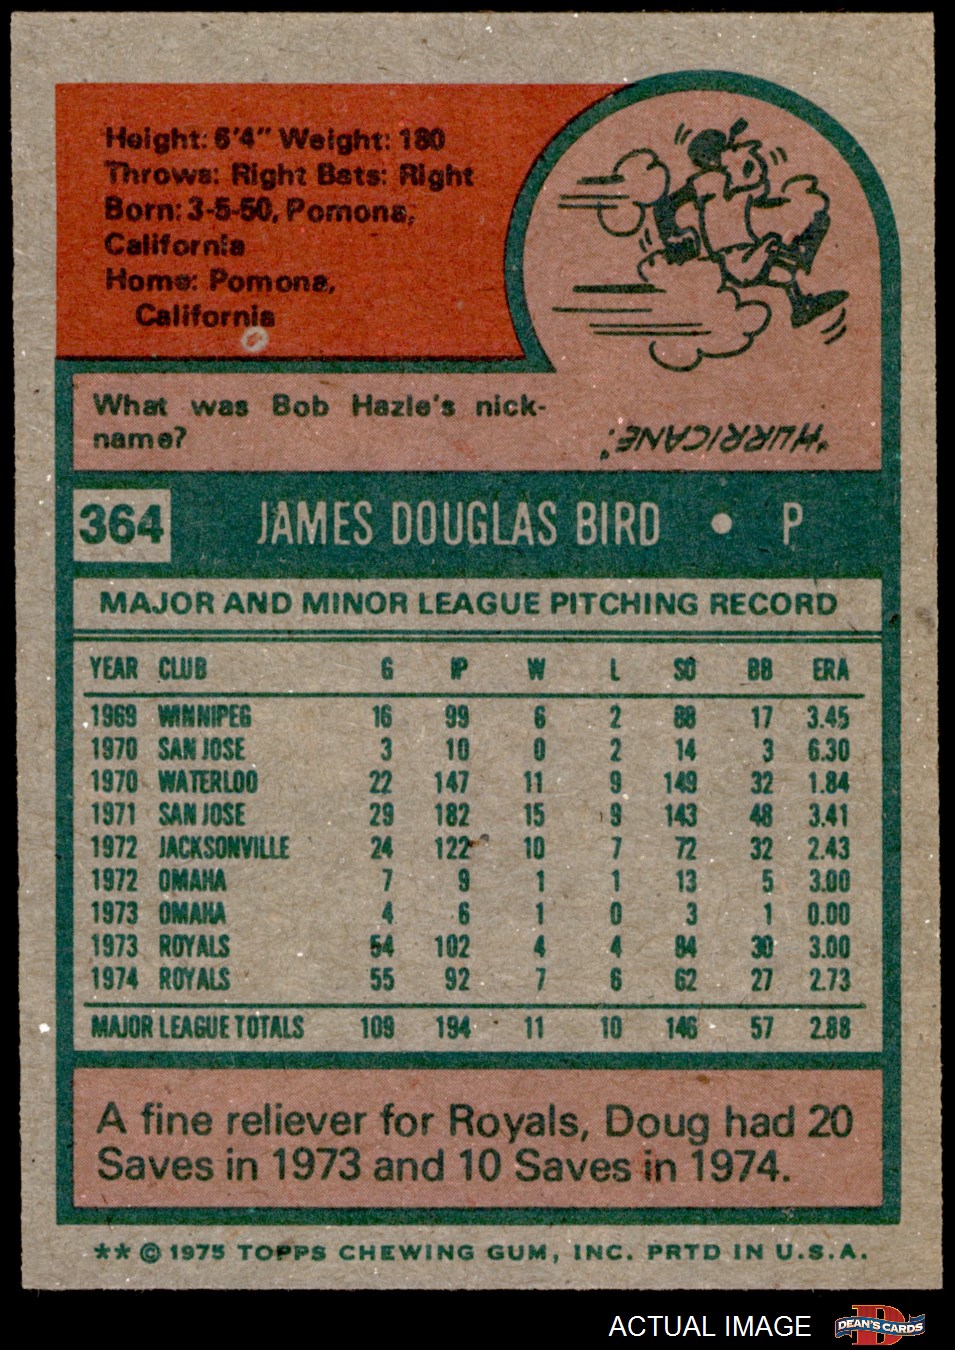 Height: 6'4" Weight: 180
Throws: Right Bats: Right
Born: 3-5-50, Pomona,
California
Home: Pomona,
California
What was Bob Hazle's nick-
name?
"HURRICANE."
364 JAMES DOUGLAS BIRD • P
MAJOR AND MINOR LEAGUE PITCHING RECORD
YEAR CLUB G IP W L SO BB ERA
1969 WINNIPEG 16 99 6 2 88 17 3.45
1970 SAN JOSE 3 10 0 2 14 3 6.30
1970 WATERLOO 22 147 11 9 149 32 1.84
1971 SAN JOSE 29 182 15 9 143 48 3.41
1972 JACKSONVILLE 24 122 10 7 72 32 2.43
1972 OMAHA 7 9 1 1 13 5 3.00
1973 OMAHA 4 6 1 0 3 1 0.00
1973 ROYALS 54 102 4 4 84 30 3.00
1974 ROYALS 55 92 7 6 62 27 2.73
MAJOR LEAGUE TOTALS 109 194 11 10 146 57 2.88
A fine reliever for Royals, Doug had 20
Saves in 1973 and 10 Saves in 1974.
** © 1975 TOPPS CHEWING GUM, INC. PRTD IN U.S.A.
ACTUAL IMAGE D DEAN'S CARDS